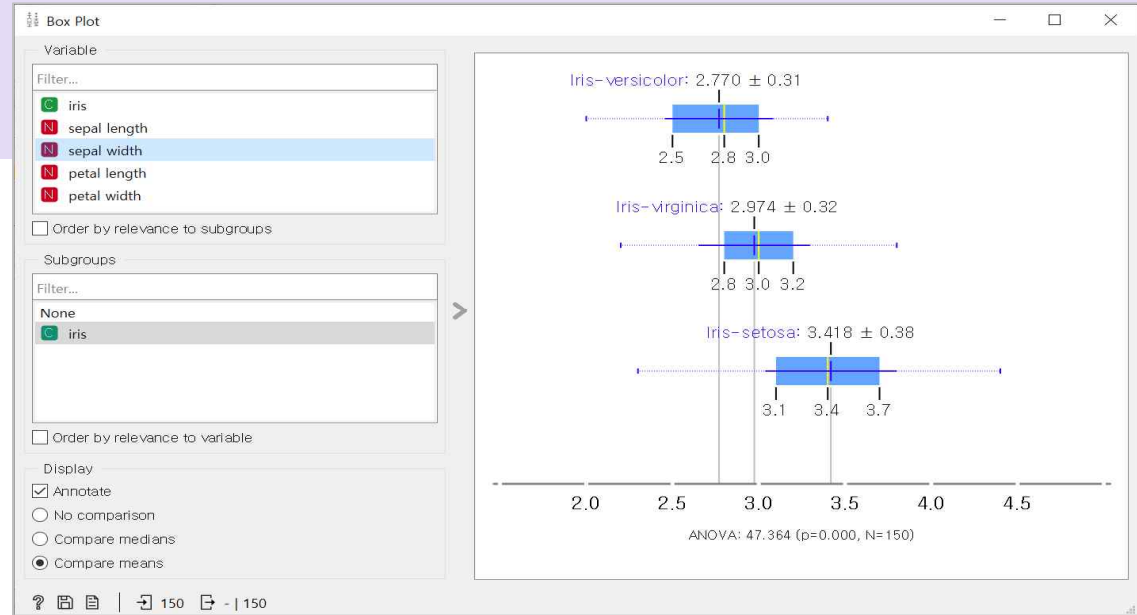 Box Plot
Variable
Filter...
C iris
N sepal length
N sepal width
N petal length
N petal width
Order by relevance to subgroups
Subgroups
Filter...
None
C iris
Order by relevance to variable
Display
Annotate
No comparison
Compare medians
Compare means
? 150 - | 150
>
Iris-versicolor: 2.770 ± 0.31
2.5 2.8 3.0
Iris-virginica: 2.974 ± 0.32
2.8 3.0 3.2
Iris-setosa: 3.418 ± 0.38
3.1 3.4 3.7
2.0 2.5 3.0 3.5 4.0 4.5
ANOVA: 47.364 (p=0.000, N=150)